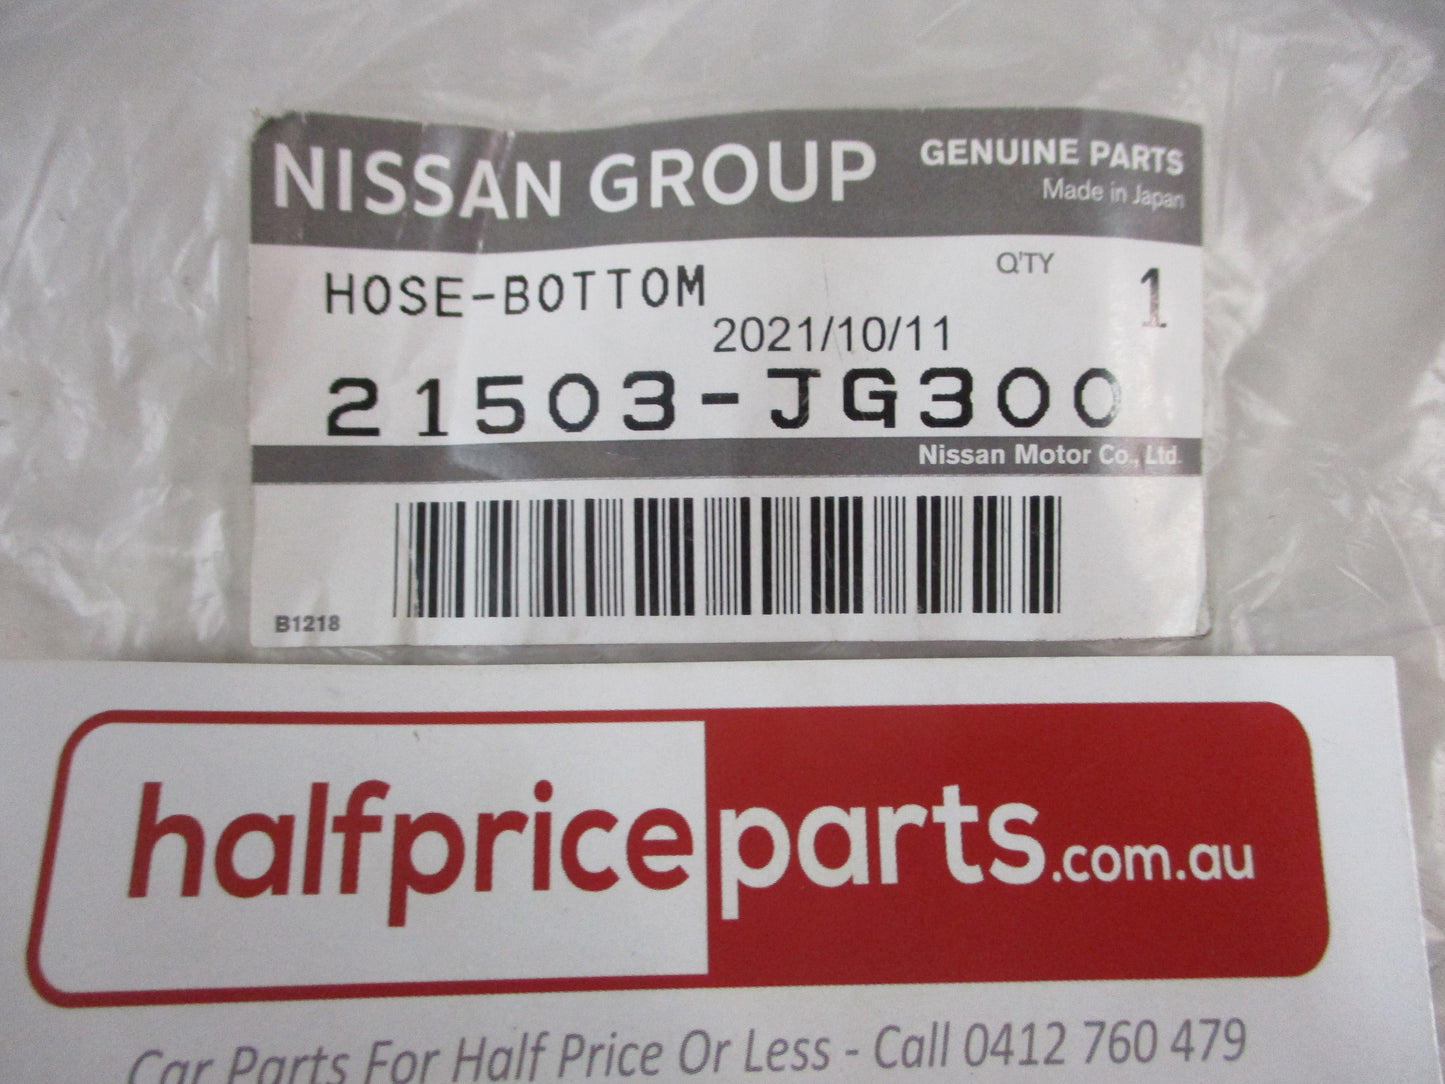 NISSAN GROUP GENUINE PARTS
Made in Japan
HOSE-BOTTOM Q'TY 1
2021/10/11
21503-JG300
Nissan Motor Co., Ltd.
B1218
halfpriceparts.com.au
Car Parts For Half Price Or Less - Call 0412 760 479